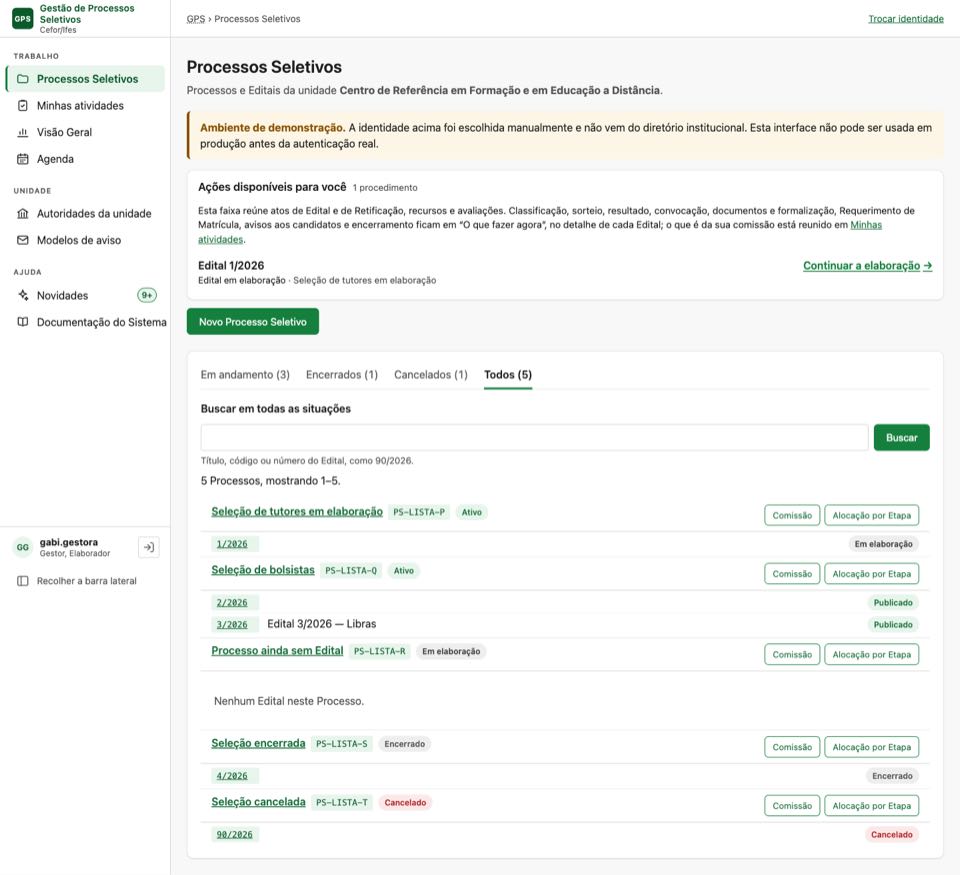 GPS
Gestão de Processos
Seletivos
Cefor/Ifes
TRABALHO
Processos Seletivos
Minhas atividades
Visão Geral
Agenda
UNIDADE
Autoridades da unidade
Modelos de aviso
AJUDA
Novidades 9+
Documentação do Sistema
GG
gabi.gestora
Gestor, Elaborador
Recolher a barra lateral
GPS › Processos Seletivos
Trocar identidade
Processos Seletivos
Processos e Editais da unidade Centro de Referência em Formação e em Educação a Distância.
Ambiente de demonstração. A identidade acima foi escolhida manualmente e não vem do diretório institucional. Esta interface não pode ser usada em
produção antes da autenticação real.
Ações disponíveis para você 1 procedimento
Esta faixa reúne atos de Edital e de Retificação, recursos e avaliações. Classificação, sorteio, resultado, convocação, documentos e formalização, Requerimento de
Matrícula, avisos aos candidatos e encerramento ficam em “O que fazer agora”, no detalhe de cada Edital; o que é da sua comissão está reunido em Minhas
atividades.
Edital 1/2026
Edital em elaboração · Seleção de tutores em elaboração
Continuar a elaboração →
Novo Processo Seletivo
Em andamento (3) Encerrados (1) Cancelados (1) Todos (5)
Buscar em todas as situações
Buscar
Título, código ou número do Edital, como 90/2026.
5 Processos, mostrando 1–5.
Seleção de tutores em elaboração PS-LISTA-P Ativo Comissão Alocação por Etapa
1/2026 Em elaboração
Seleção de bolsistas PS-LISTA-Q Ativo Comissão Alocação por Etapa
2/2026 Publicado
3/2026 Edital 3/2026 — Libras Publicado
Processo ainda sem Edital PS-LISTA-R Em elaboração Comissão Alocação por Etapa
Nenhum Edital neste Processo.
Seleção encerrada PS-LISTA-S Encerrado Comissão Alocação por Etapa
4/2026 Encerrado
Seleção cancelada PS-LISTA-T Cancelado Comissão Alocação por Etapa
90/2026 Cancelado